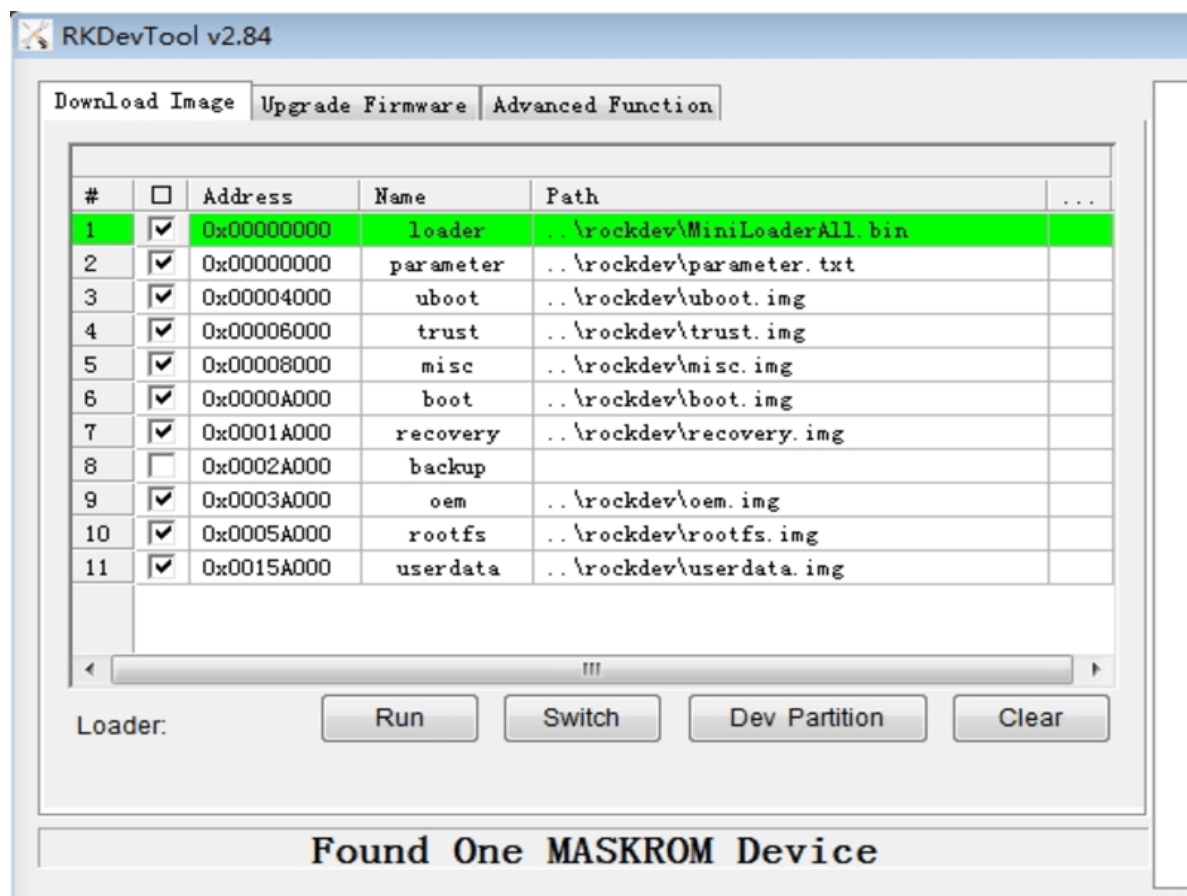 RKDevTool v2.84
Download Image Upgrade Firmware Advanced Function
# Address Name Path ...
1 0x00000000 loader ..\rockdev\MiniLoaderAll.bin
2 0x00000000 parameter ..\rockdev\parameter.txt
3 0x00004000 uboot ..\rockdev\uboot.img
4 0x00006000 trust ..\rockdev\trust.img
5 0x00008000 misc ..\rockdev\misc.img
6 0x0000A000 boot ..\rockdev\boot.img
7 0x0001A000 recovery ..\rockdev\recovery.img
8 0x0002A000 backup
9 0x0003A000 oem ..\rockdev\oem.img
10 0x0005A000 rootfs ..\rockdev\rootfs.img
11 0x0015A000 userdata ..\rockdev\userdata.img
Loader: Run Switch Dev Partition Clear
Found One MASKROM Device